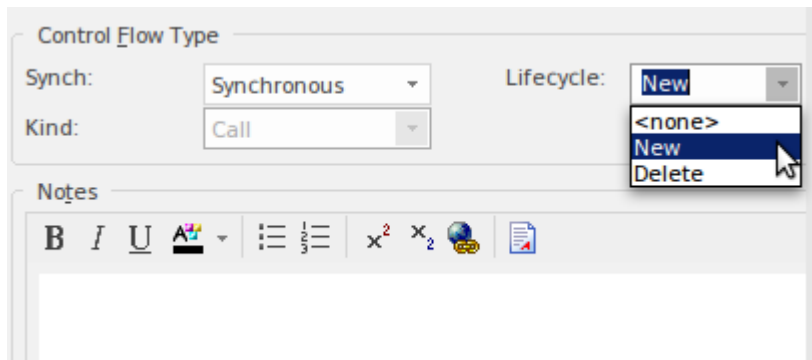 Control Flow Type
Synch: Synchronous Lifecycle: New
Kind: Call <none>
New
Delete
Notes
B I U A x² x₂